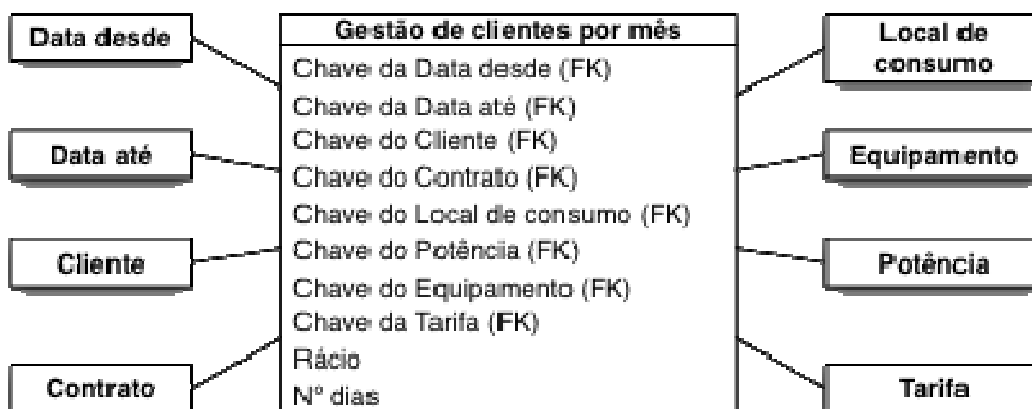 Data desde
Data até
Cliente
Contrato
Gestão de clientes por mês
Chave da Data desde (FK)
Chave da Data até (FK)
Chave do Cliente (FK)
Chave do Contrato (FK)
Chave do Local de consumo (FK)
Chave do Potência (FK)
Chave do Equipamento (FK)
Chave da Tarifa (FK)
Rácio
Nº dias
Local de
consumo
Equipamento
Potência
Tarifa